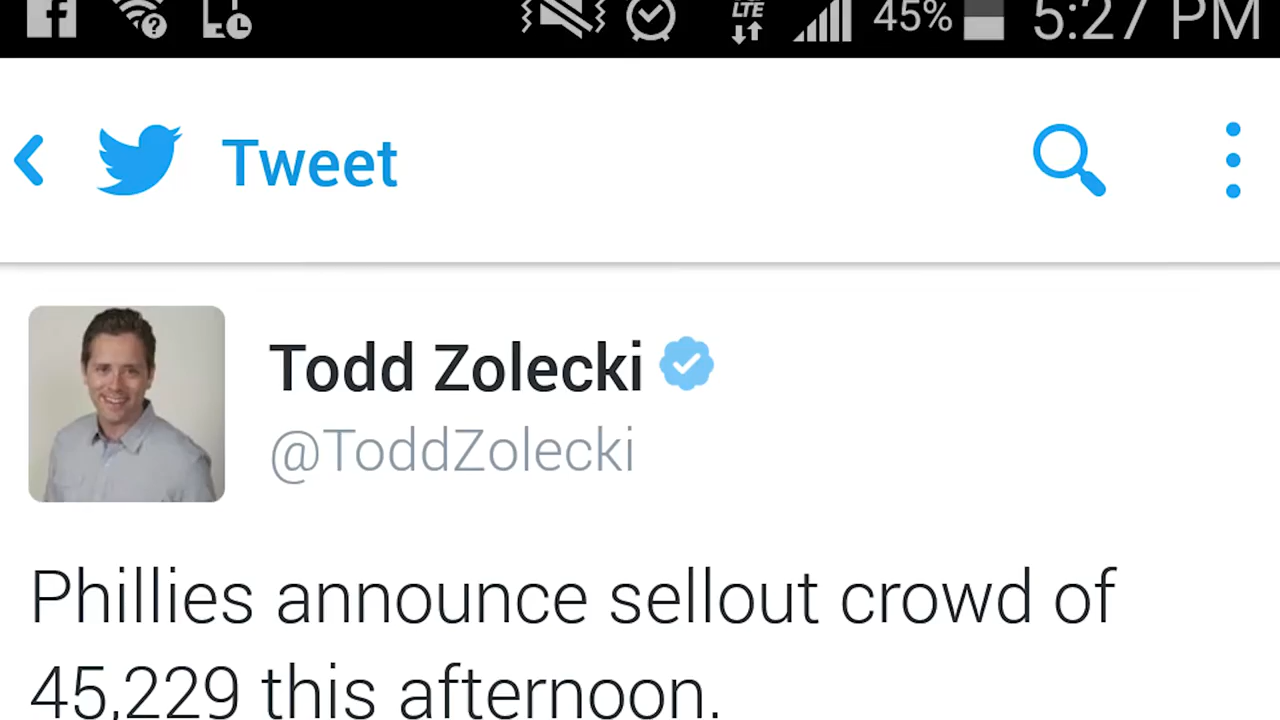 45% 5:27 PM
Tweet
Todd Zolecki
@ToddZolecki
Phillies announce sellout crowd of
45,229 this afternoon.